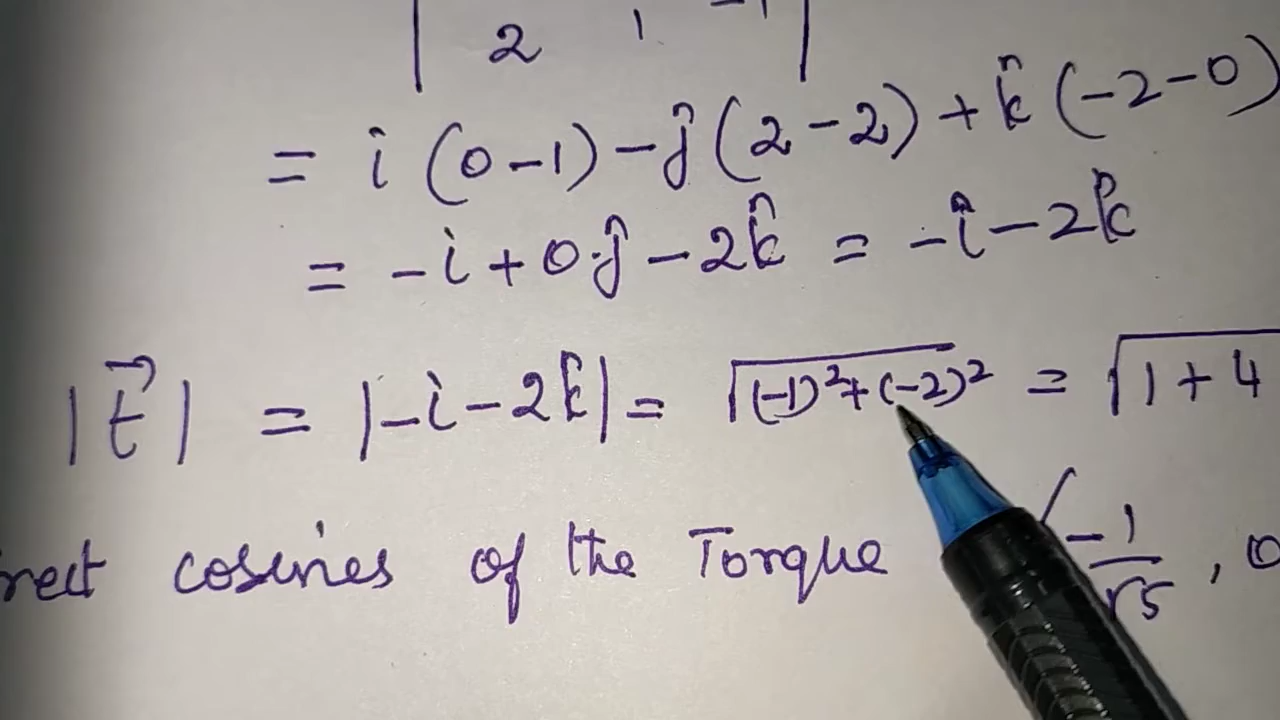 | 2 1 -1 |
= i (0-1) - ĵ (2-2) + k̂ (-2-0)
= -i + 0·ĵ - 2k̂ = -î - 2k̂
|t⃗| = |-i - 2k̂| = √(-1)²+(-2)² = √1+4
rect cosines of the Torque (-1/√5, 0